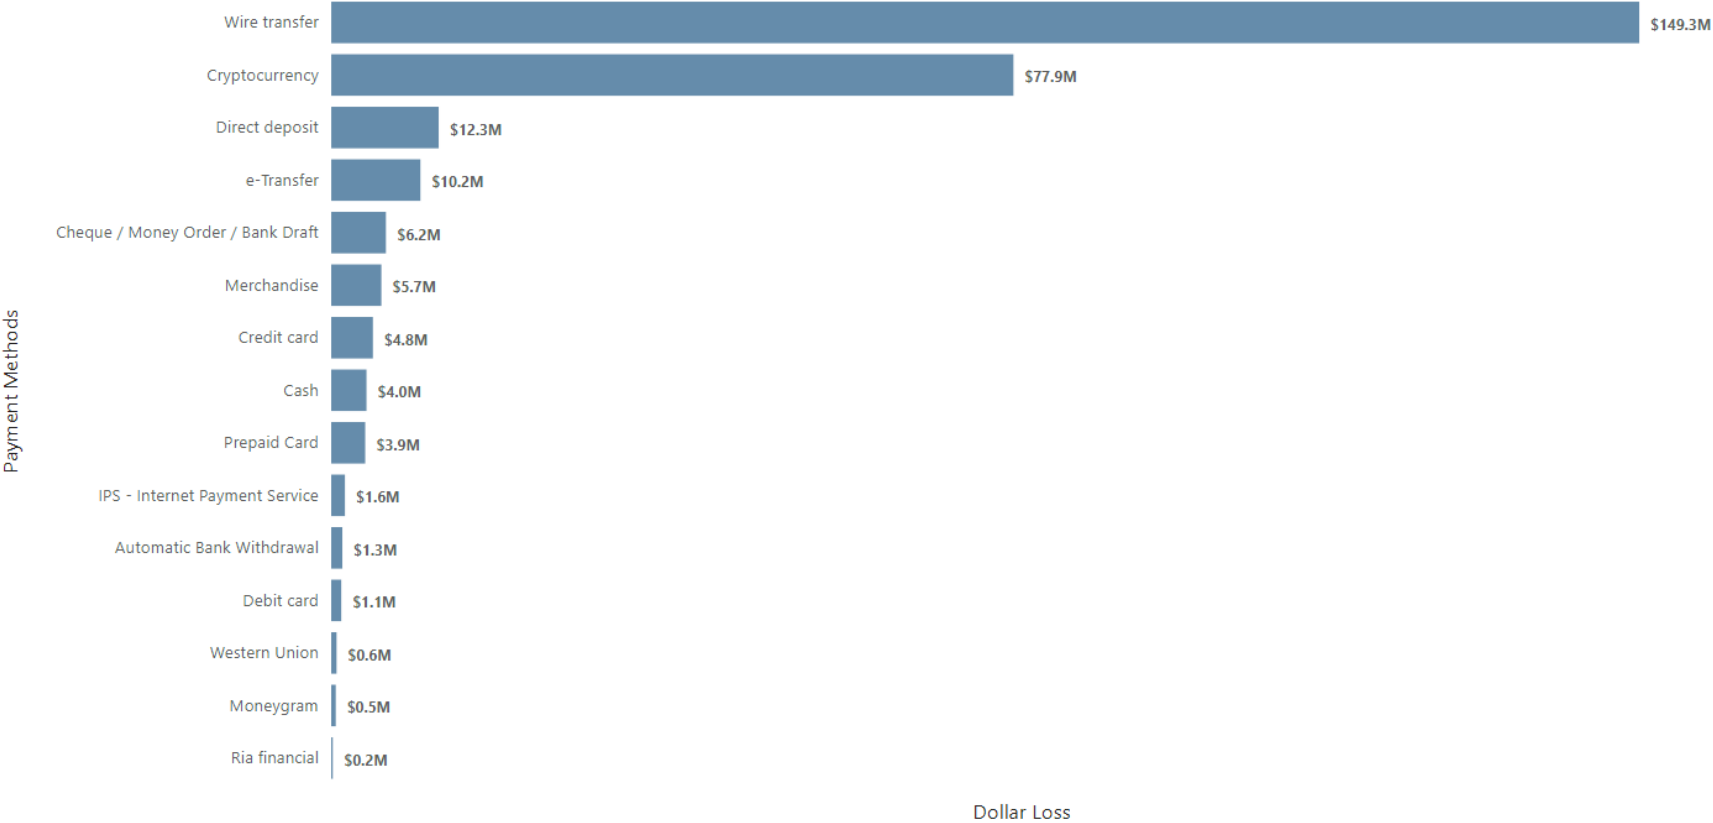 Wire transfer $149.3M
Cryptocurrency $77.9M
Direct deposit $12.3M
e-Transfer $10.2M
Cheque / Money Order / Bank Draft $6.2M
Merchandise $5.7M
Credit card $4.8M
Cash $4.0M
Prepaid Card $3.9M
IPS - Internet Payment Service $1.6M
Automatic Bank Withdrawal $1.3M
Debit card $1.1M
Western Union $0.6M
Moneygram $0.5M
Ria financial $0.2M
Payment Methods
Dollar Loss